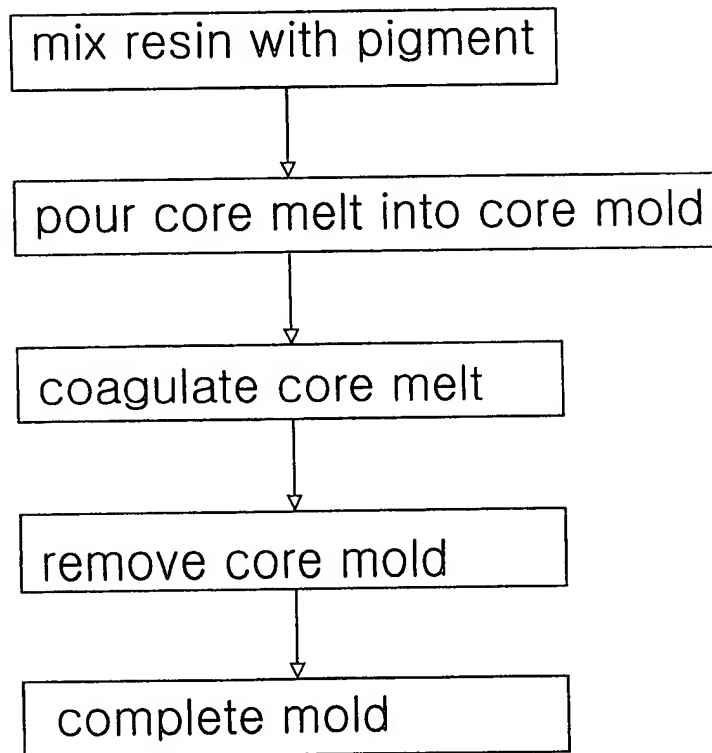 mix resin with pigment
pour core melt into core mold
coagulate core melt
remove core mold
complete mold